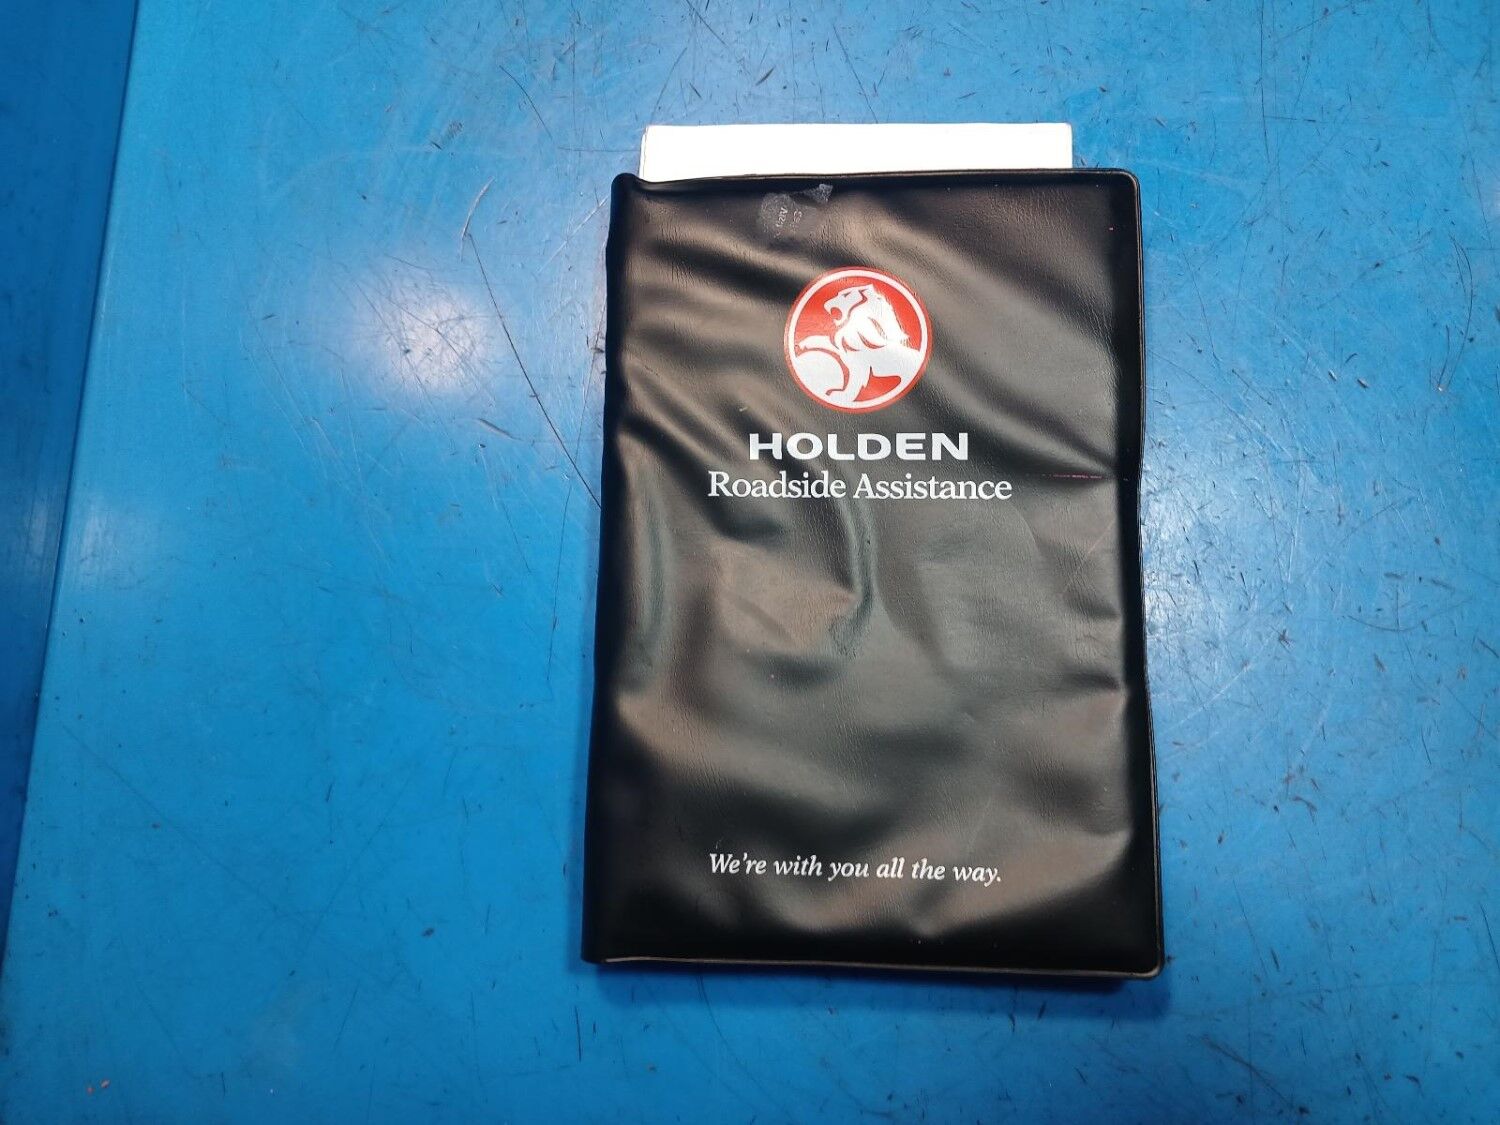 HOLDEN
Roadside Assistance
We're with you all the way.